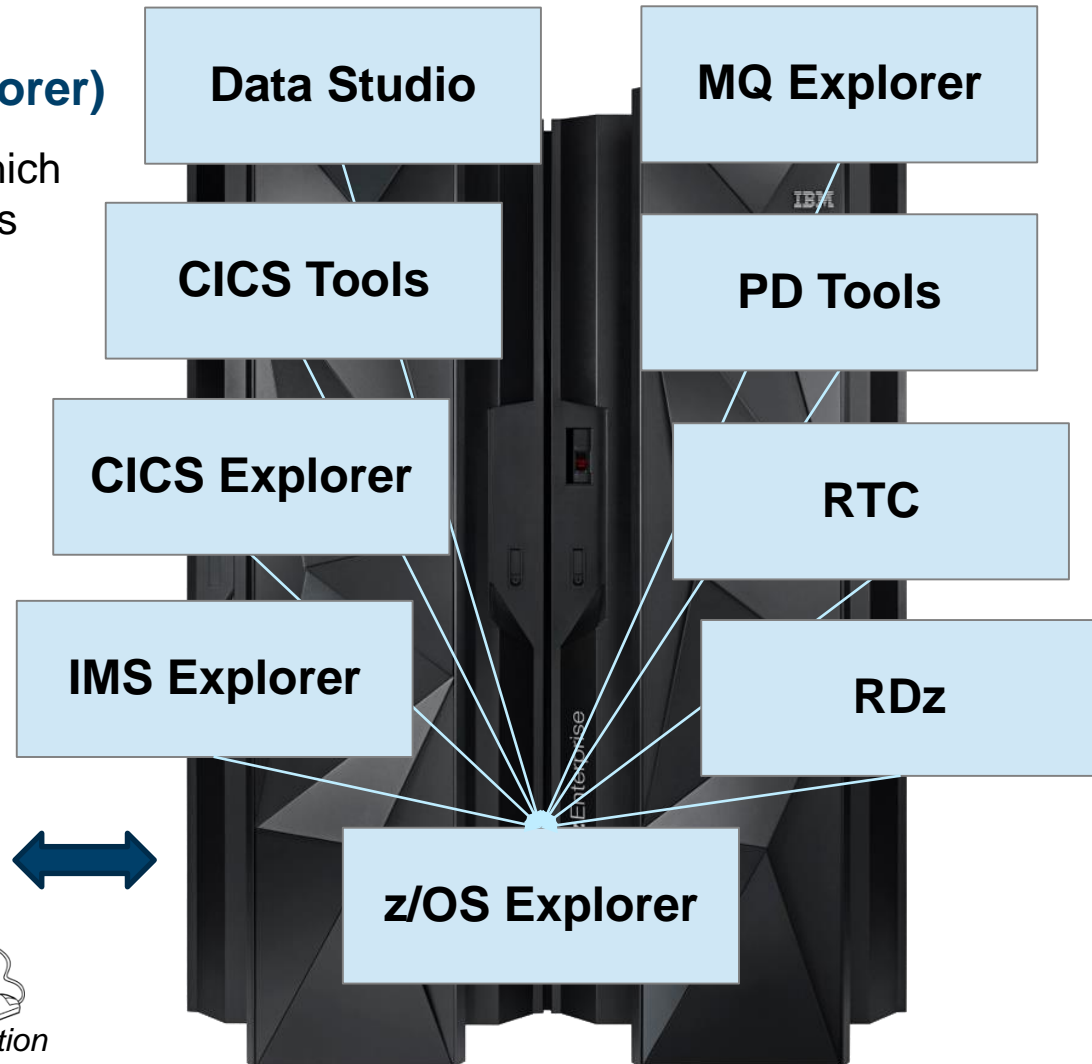 orer)
Data Studio
MQ Explorer
hich
s
IBM
CICS Tools
PD Tools
CICS Explorer
RTC
IMS Explorer
RDz
Enterprise
z/OS Explorer
tion